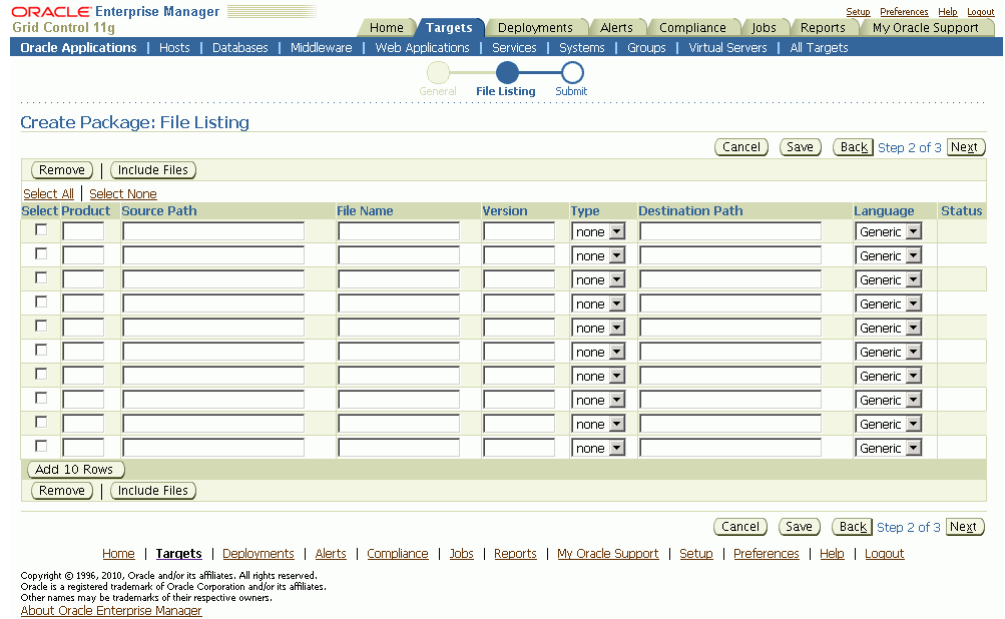 ORACLE Enterprise Manager
Grid Control 11g
Setup Preferences Help Logout
Home Targets Deployments Alerts Compliance Jobs Reports My Oracle Support
Oracle Applications | Hosts | Databases | Middleware | Web Applications | Services | Systems | Groups | Virtual Servers | All Targets
General File Listing Submit
Create Package: File Listing
Cancel Save Back Step 2 of 3 Next
Remove | Include Files
Select All | Select None
Select Product Source Path File Name Version Type Destination Path Language Status
none Generic
none Generic
none Generic
none Generic
none Generic
none Generic
none Generic
none Generic
none Generic
none Generic
Add 10 Rows
Remove | Include Files
Cancel Save Back Step 2 of 3 Next
Home | Targets | Deployments | Alerts | Compliance | Jobs | Reports | My Oracle Support | Setup | Preferences | Help | Logout
Copyright © 1996, 2010, Oracle and/or its affiliates. All rights reserved.
Oracle is a registered trademark of Oracle Corporation and/or its affiliates.
Other names may be trademarks of their respective owners.
About Oracle Enterprise Manager